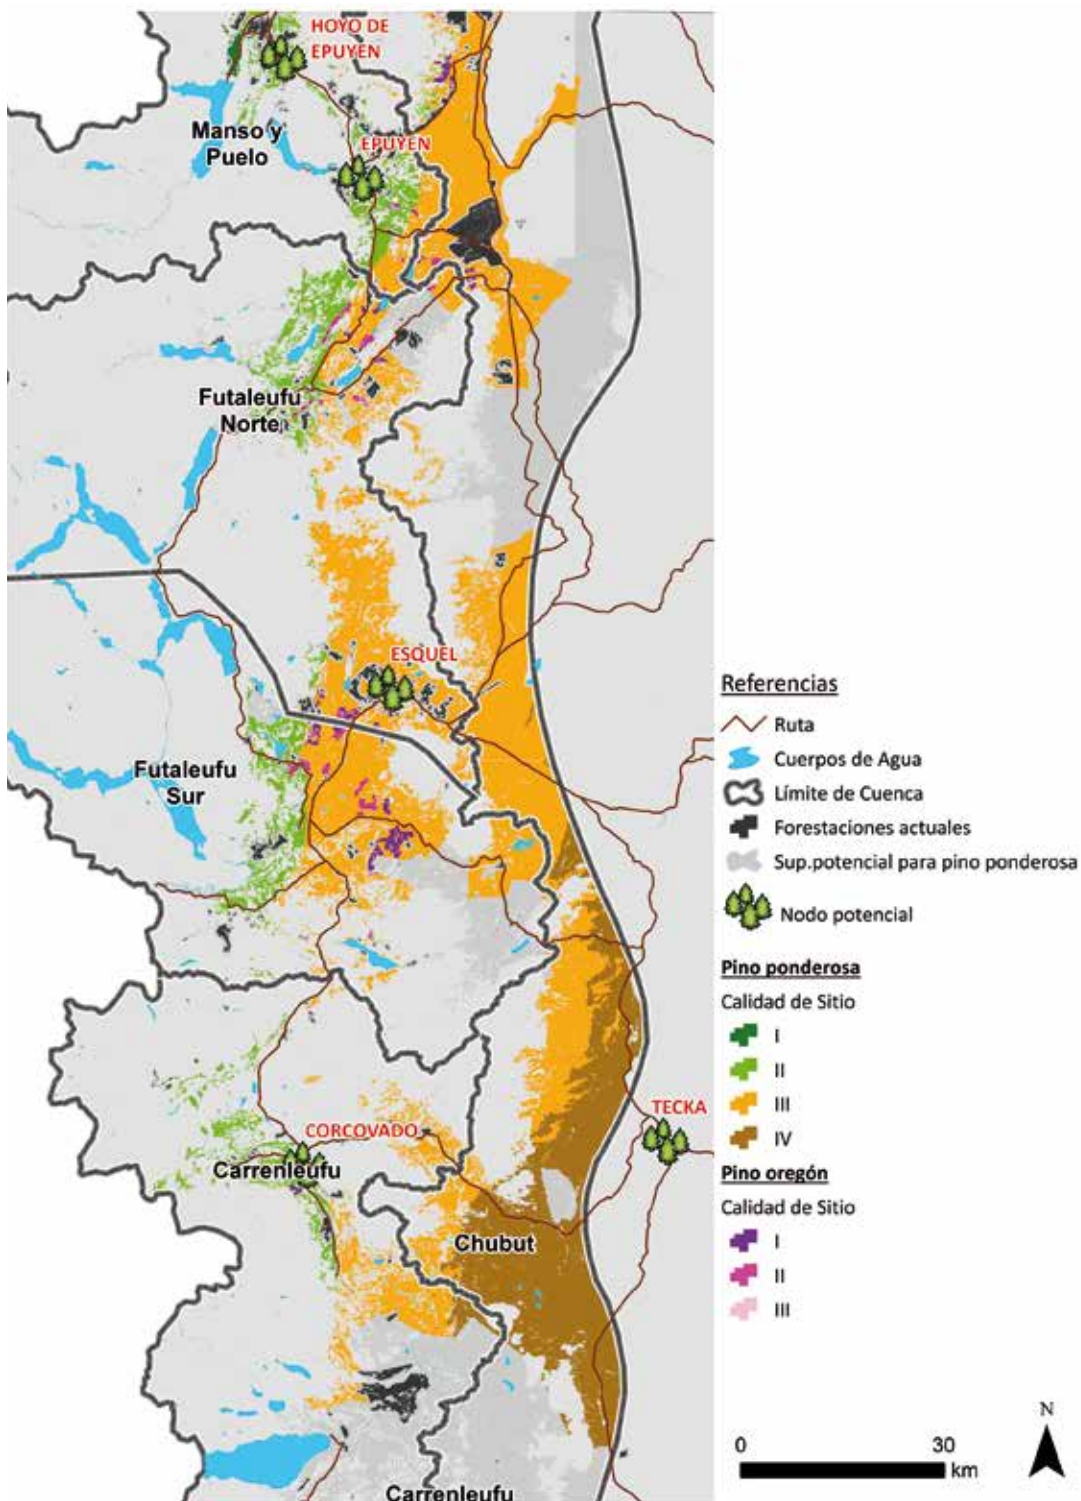 HOYO DE
EPUYEN
Manso y
Puelo
EPUYEN
Futaleufu
Norte
ESQUEL
Futaleufu
Sur
CORCOVADO
Carrenleufu
TECKA
Chubut
Carrenleufu
Referencias
Ruta
Cuerpos de Agua
Límite de Cuenca
Forestaciones actuales
Sup.potencial para pino ponderosa
Nodo potencial
Pino ponderosa
Calidad de Sitio
I
II
III
IV
Pino oregón
Calidad de Sitio
I
II
III
N
0 30
km